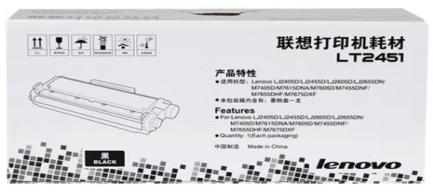 联想打印机耗材
LT2451
产品特性
● 适用机型: Lenovo LJ2405D/LJ2455D/LJ2605D/LJ2655DN/
M7405D/M7615DNA/M7605D/M7455DNF/
M7655DHF/M7675DXF
● 本包装箱内含有: 墨粉盒一支
Features
● For Lenovo LJ2405D/LJ2455D/LJ2605D/LJ2655DN/
M7405D/M7615DNA/M7605D/M7455DNF/
M7655DHF/M7675DXF
● Quantity: 1(Each packaging)
中国制造 Made in China
黑
BLACK
lenovo